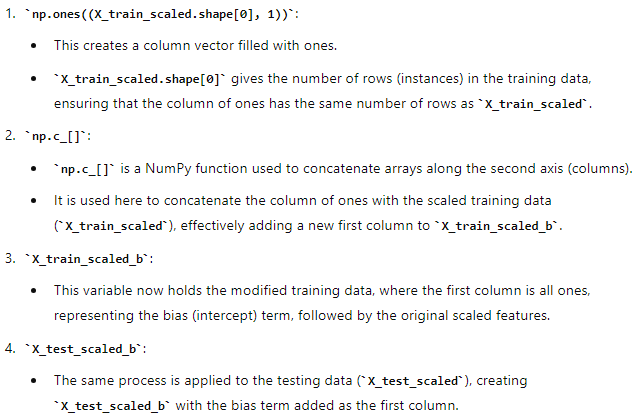 1. `np.ones((X_train_scaled.shape[0], 1))`:
• This creates a column vector filled with ones.
• `X_train_scaled.shape[0]` gives the number of rows (instances) in the training data,
ensuring that the column of ones has the same number of rows as `X_train_scaled`.
2. `np.c_[]`:
• `np.c_[]` is a NumPy function used to concatenate arrays along the second axis (columns).
• It is used here to concatenate the column of ones with the scaled training data
(`X_train_scaled`), effectively adding a new first column to `X_train_scaled_b`.
3. `X_train_scaled_b`:
• This variable now holds the modified training data, where the first column is all ones,
representing the bias (intercept) term, followed by the original scaled features.
4. `X_test_scaled_b`:
• The same process is applied to the testing data (`X_test_scaled`), creating
`X_test_scaled_b` with the bias term added as the first column.